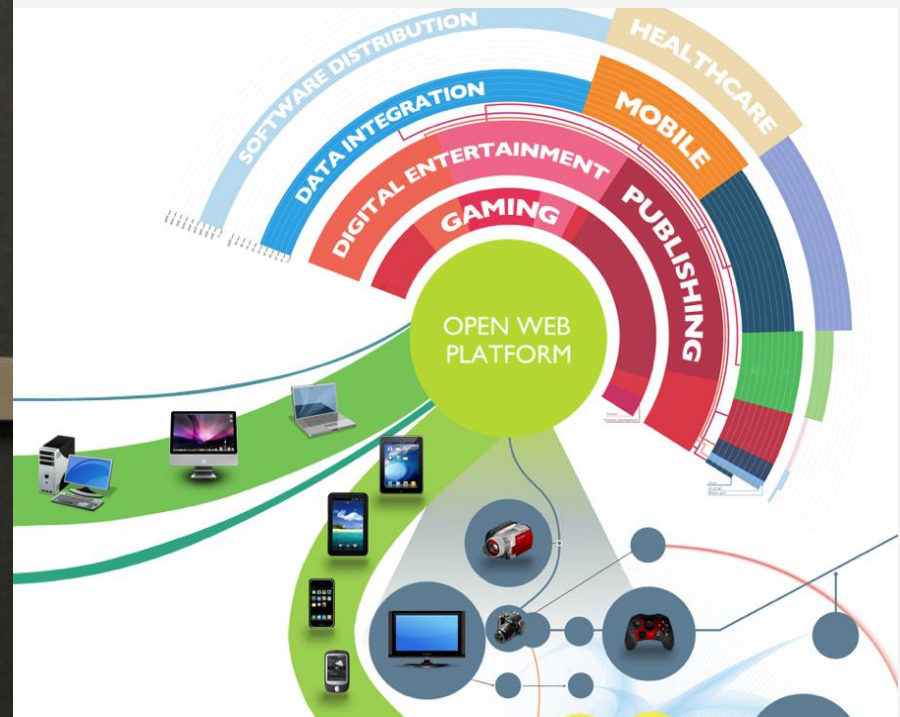 SOFTWARE DISTRIBUTION
HEALTHCARE
DATA INTEGRATION
MOBILE
DIGITAL ENTERTAINMENT
PUBLISHING
GAMING
OPEN WEB
PLATFORM